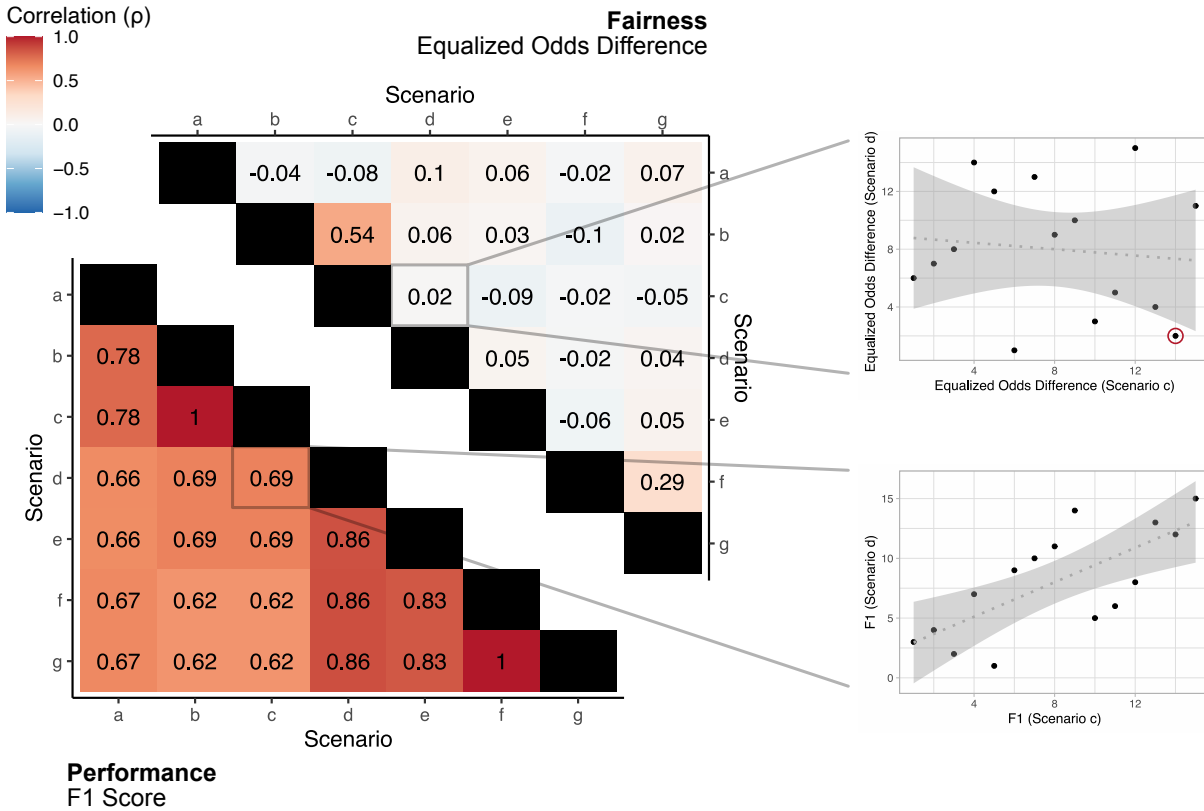 Correlation (ρ)
1.0
0.5
0.0
−0.5
−1.0
Fairness
Equalized Odds Difference
Scenario
a b c d e f g
-0.04 -0.08 0.1 0.06 -0.02 0.07 a
0.54 0.06 0.03 -0.1 0.02 b
0.02 -0.09 -0.02 -0.05 c
0.05 -0.02 0.04 d
-0.06 0.05 e
0.29 f
g
Scenario
a
b 0.78
c 0.78 1
d 0.66 0.69 0.69
e 0.66 0.69 0.69 0.86
f 0.67 0.62 0.62 0.86 0.83
g 0.67 0.62 0.62 0.86 0.83 1
Scenario
a b c d e f g
Scenario
Performance
F1 Score
Equalized Odds Difference (Scenario d)
12
8
4
4 8 12
Equalized Odds Difference (Scenario c)
F1 (Scenario d)
15
10
5
0
4 8 12
F1 (Scenario c)